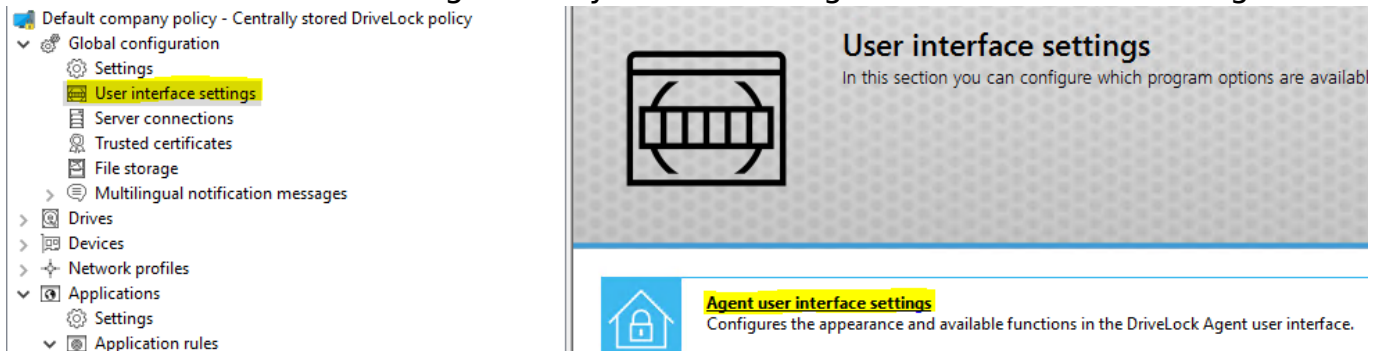 Default company policy - Centrally stored DriveLock policy
Global configuration
Settings
User interface settings
Server connections
Trusted certificates
File storage
Multilingual notification messages
Drives
Devices
Network profiles
Applications
Settings
Application rules
User interface settings
In this section you can configure which program options are availabl
Agent user interface settings
Configures the appearance and available functions in the DriveLock Agent user interface.